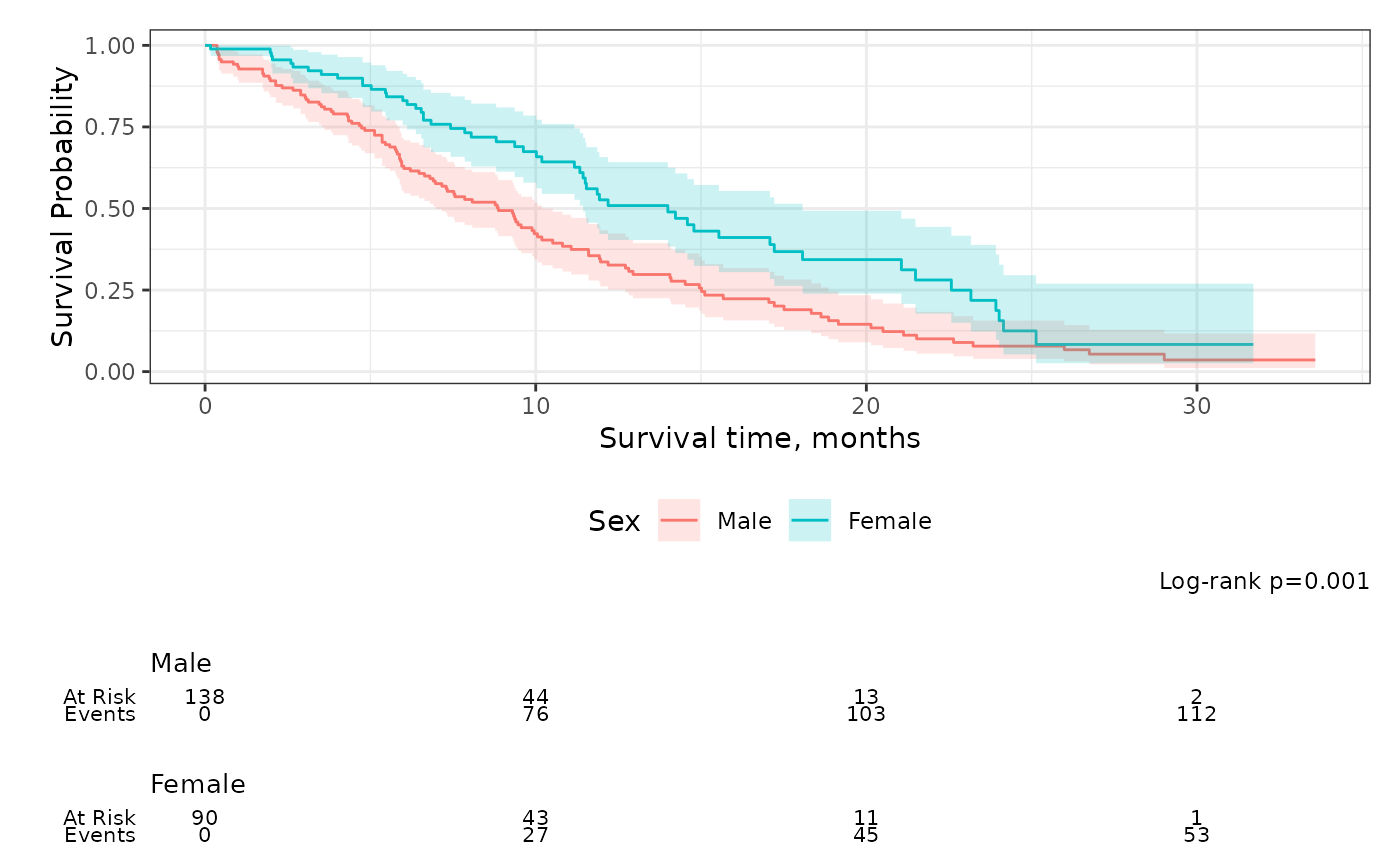 Survival Probability
1.00
0.75
0.50
0.25
0.00
0 10 20 30
Survival time, months
Sex Male Female
Log-rank p=0.001
Male
At Risk 138 44 13 2
Events 0 76 103 112
Female
At Risk 90 43 11 1
Events 0 27 45 53